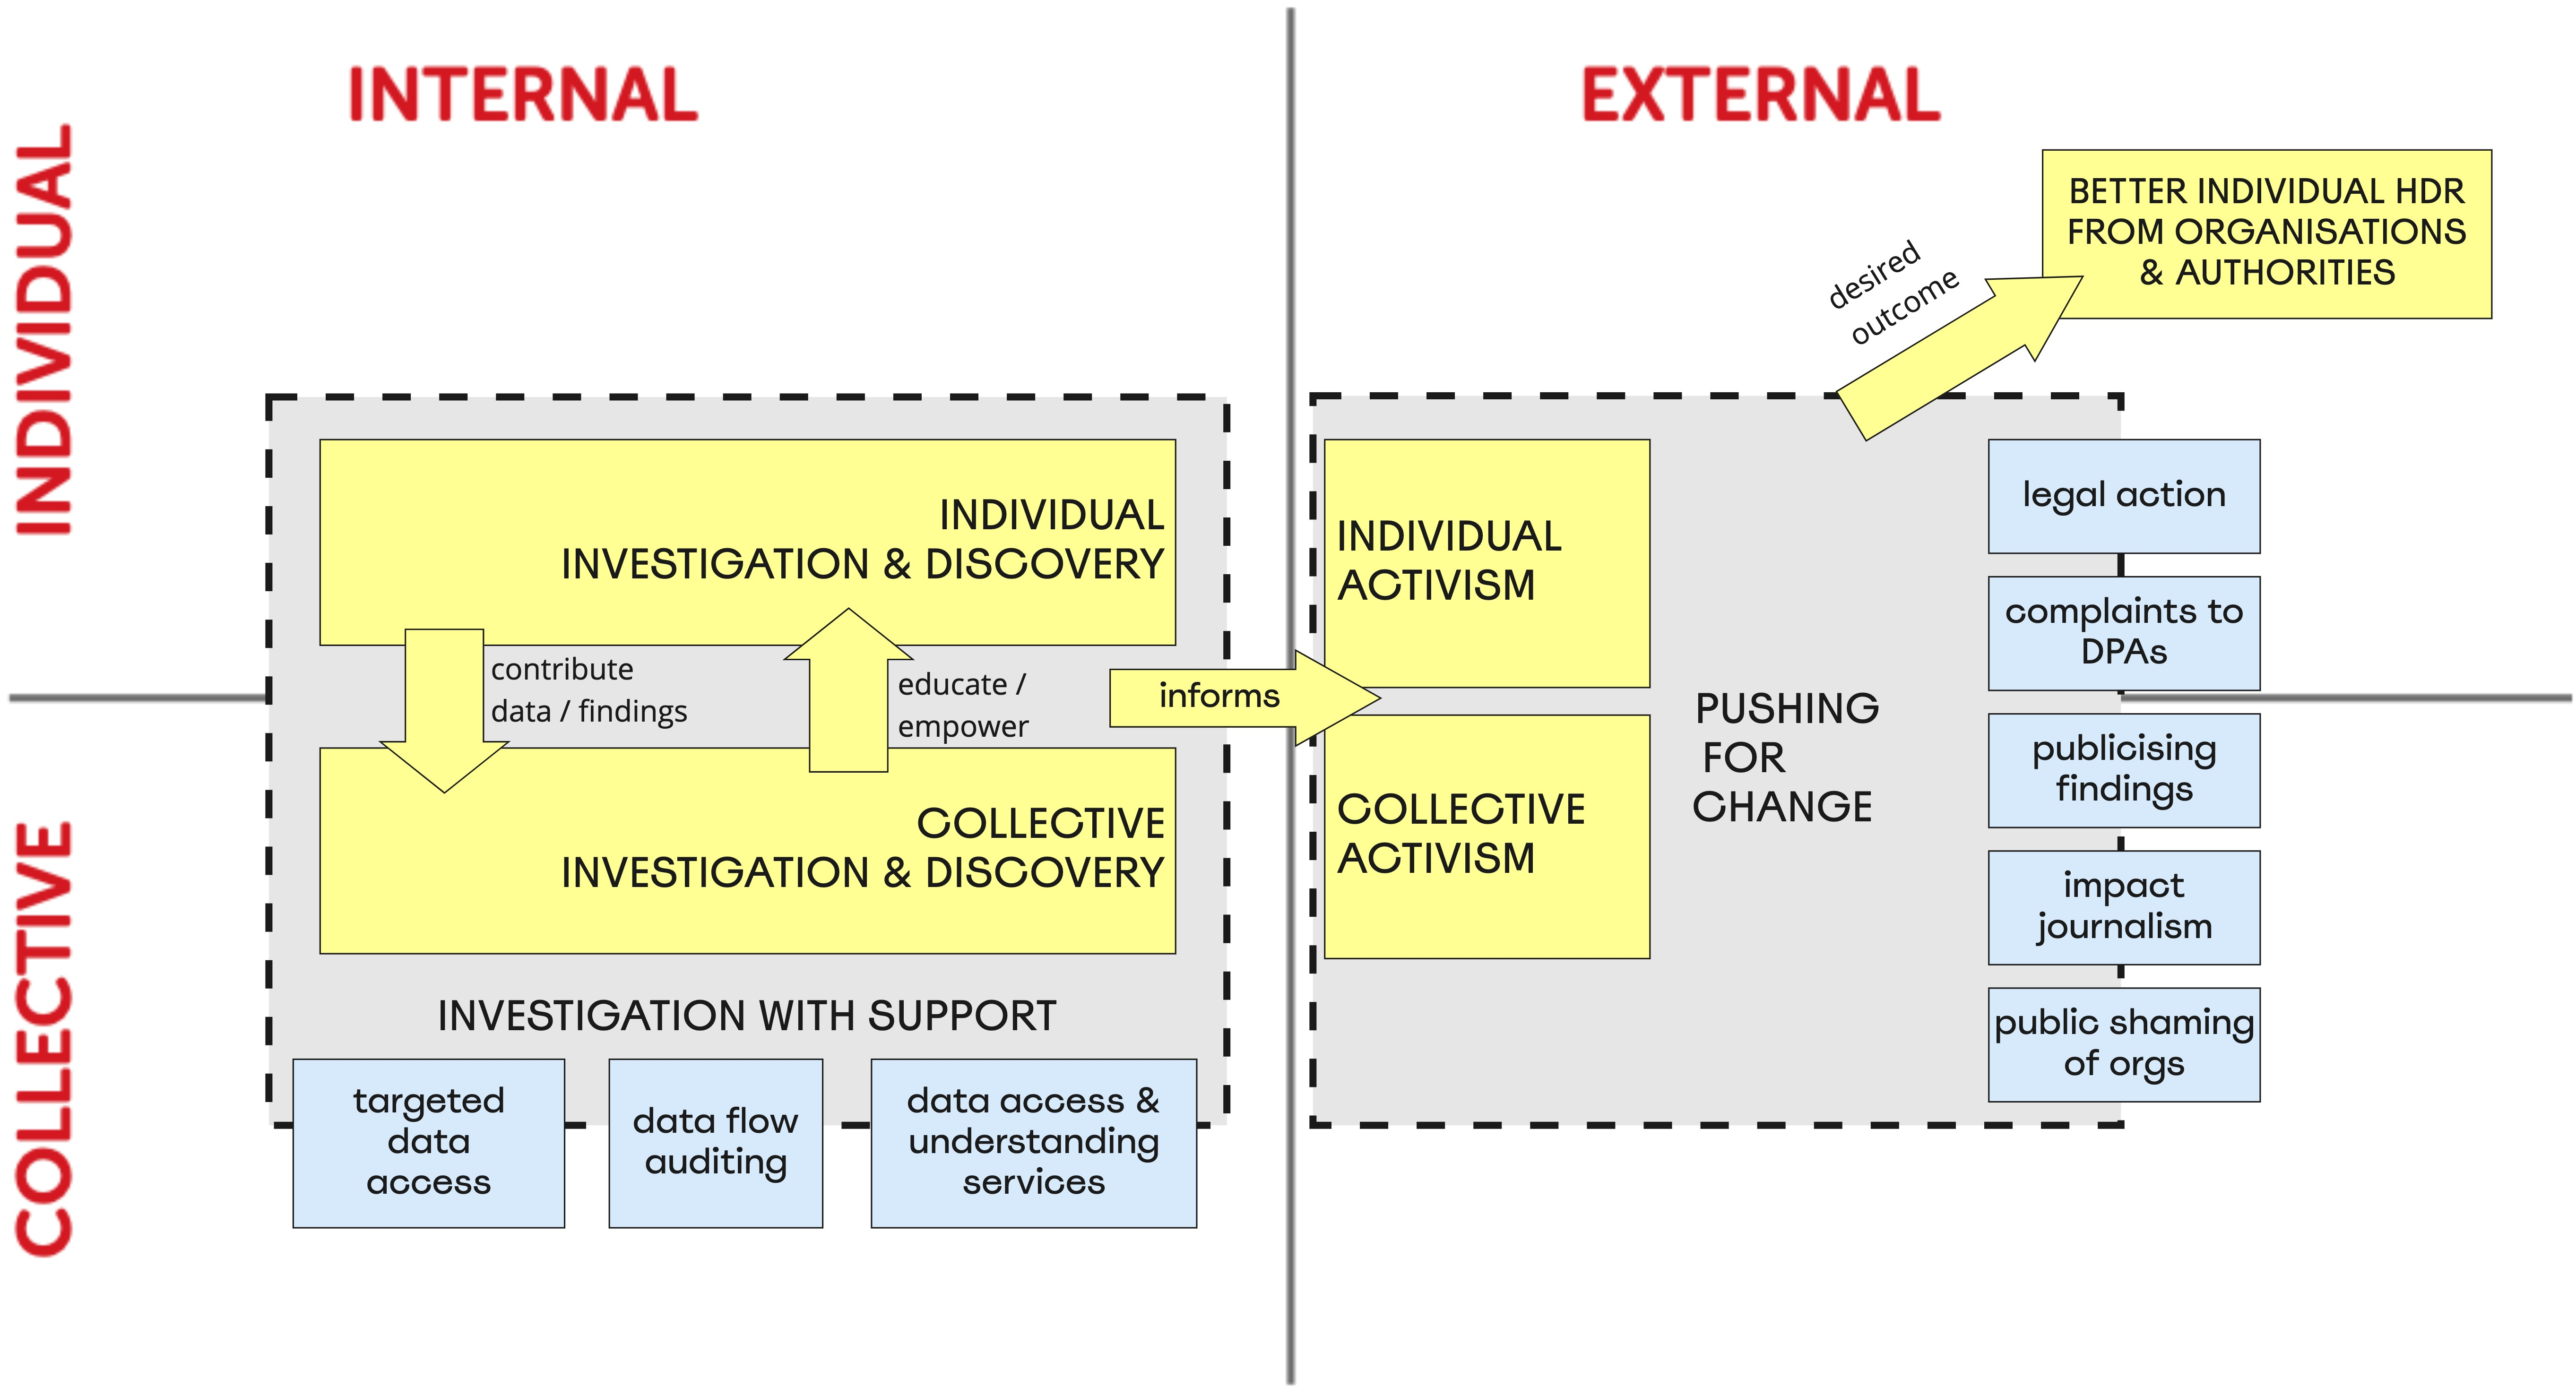 INTERNAL
EXTERNAL
INDIVIDUAL
COLLECTIVE
INDIVIDUAL
INVESTIGATION & DISCOVERY
contribute
data / findings
educate /
empower
COLLECTIVE
INVESTIGATION & DISCOVERY
INVESTIGATION WITH SUPPORT
targeted
data
access
data flow
auditing
data access &
understanding
services
informs
INDIVIDUAL
ACTIVISM
COLLECTIVE
ACTIVISM
PUSHING
FOR
CHANGE
desired
outcome
BETTER INDIVIDUAL HDR
FROM ORGANISATIONS
& AUTHORITIES
legal action
complaints to
DPAs
publicising
findings
impact
journalism
public shaming
of orgs